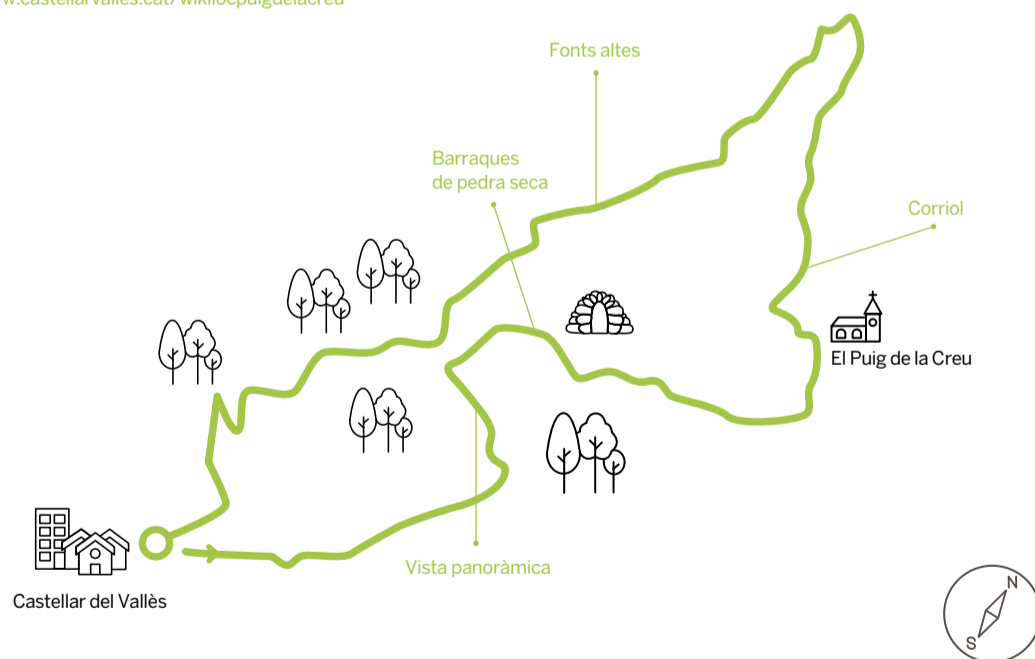 Fonts altes
Barraques
de pedra seca
Corriol
El Puig de la Creu
Vista panoràmica
Castellar del Vallès
N
S